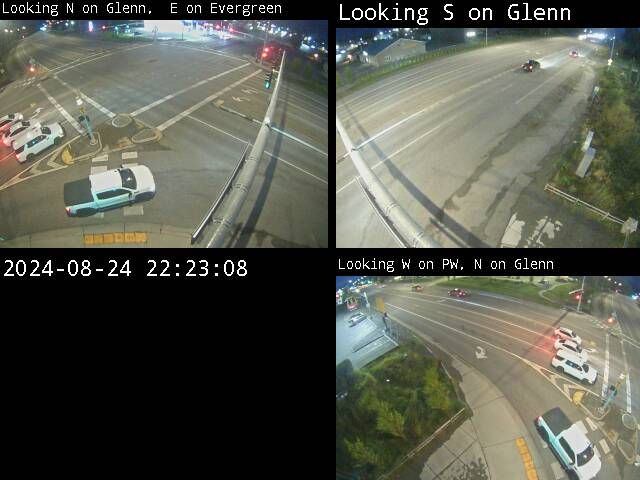 Looking N on Glenn, E on Evergreen
Looking S on Glenn
2024-08-24 22:23:08
Looking W on PW, N on Glenn